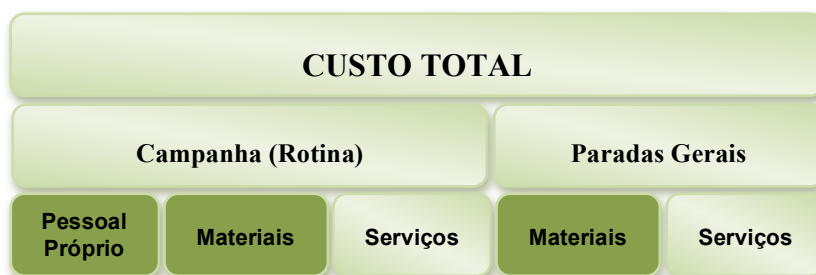 CUSTO TOTAL
Campanha (Rotina)
Paradas Gerais
Pessoal
Próprio
Materiais
Serviços
Materiais
Serviços